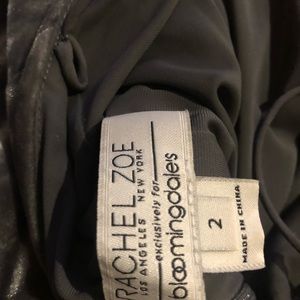 RACHEL ZOE
LOS ANGELES NEW YORK
exclusively for
bloomingdales
2
MADE IN CHINA